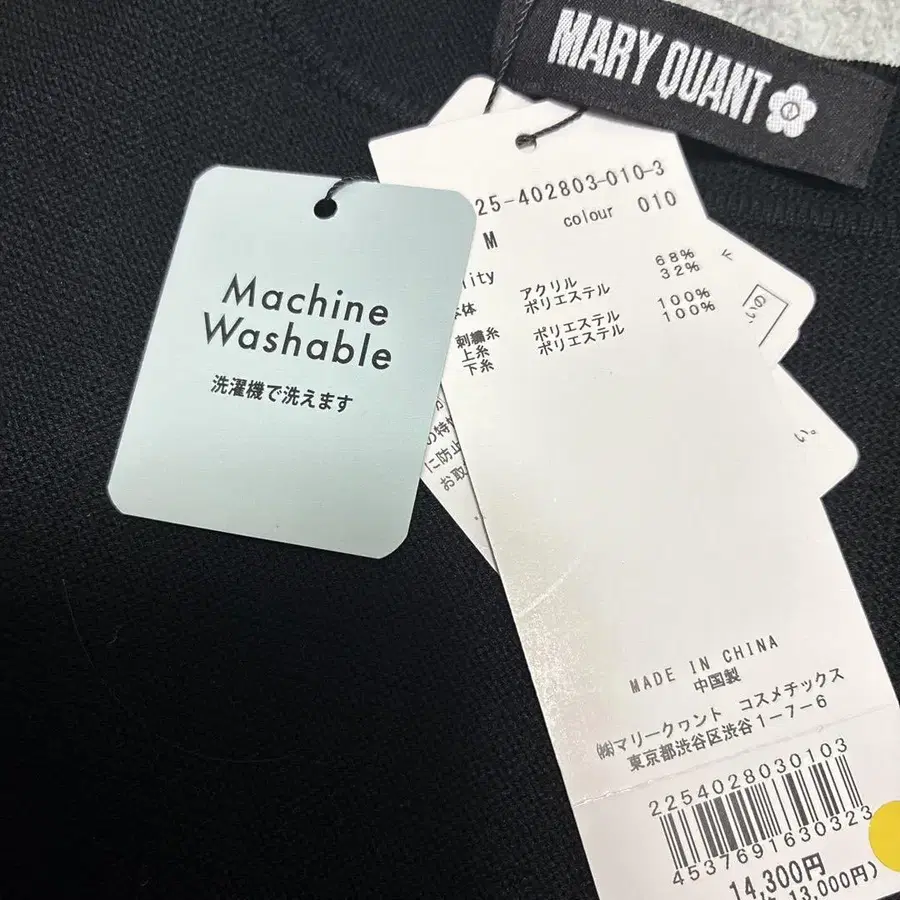 MARY QUANT
Machine
Washable
洗濯機で洗えます
25-402803-010-3
M colour 010
アクリル 68%
ポリエステル 32%
刺繍糸
上糸 ポリエステル 100%
下糸 ポリエステル 100%
に防止
お取
MADE IN CHINA
中国製
㈱マリークヮント コスメチックス
東京都渋谷区渋谷1-7-6
2254028030103
4537691630323
14,300円
13,000円)